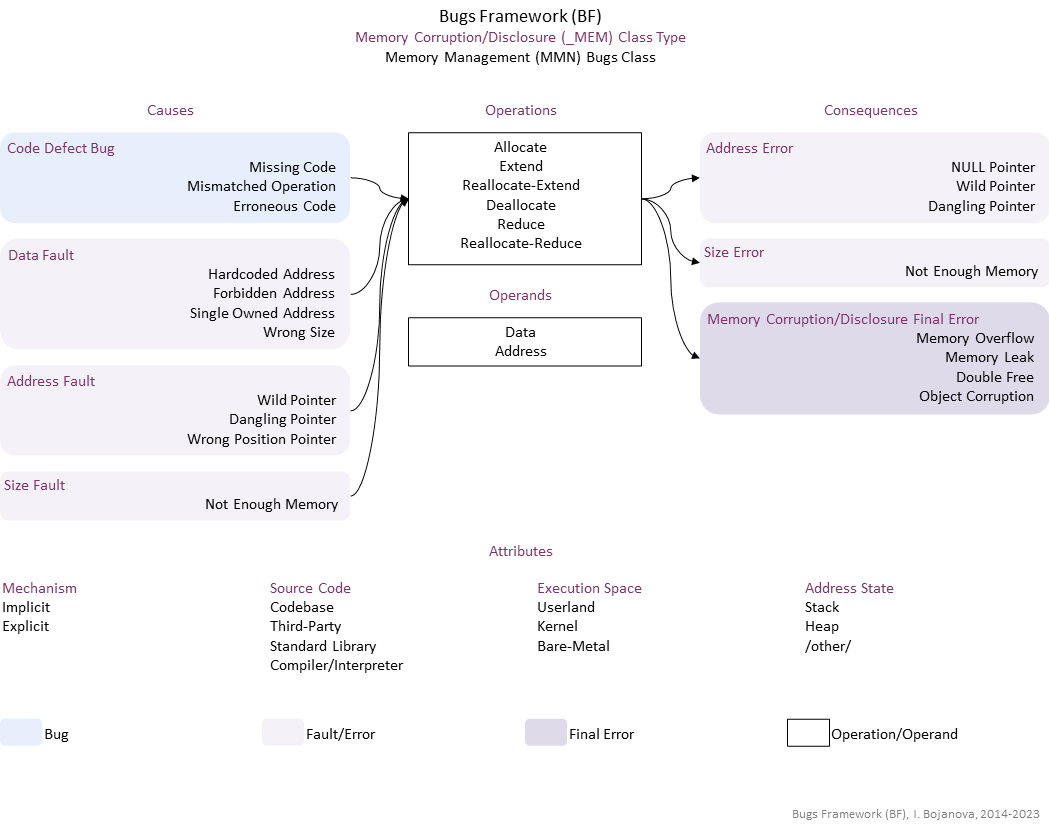 Bugs Framework (BF)
Memory Corruption/Disclosure (_MEM) Class Type
Memory Management (MMN) Bugs Class
Causes
Operations
Consequences
Code Defect Bug
Missing Code
Mismatched Operation
Erroneous Code
Data Fault
Hardcoded Address
Forbidden Address
Single Owned Address
Wrong Size
Address Fault
Wild Pointer
Dangling Pointer
Wrong Position Pointer
Size Fault
Not Enough Memory
Allocate
Extend
Reallocate-Extend
Deallocate
Reduce
Reallocate-Reduce
Operands
Data
Address
Address Error
NULL Pointer
Wild Pointer
Dangling Pointer
Size Error
Not Enough Memory
Memory Corruption/Disclosure Final Error
Memory Overflow
Memory Leak
Double Free
Object Corruption
Attributes
Mechanism
Implicit
Explicit
Source Code
Codebase
Third-Party
Standard Library
Compiler/Interpreter
Execution Space
Userland
Kernel
Bare-Metal
Address State
Stack
Heap
/other/
Bug
Fault/Error
Final Error
Operation/Operand
Bugs Framework (BF), I. Bojanova, 2014-2023